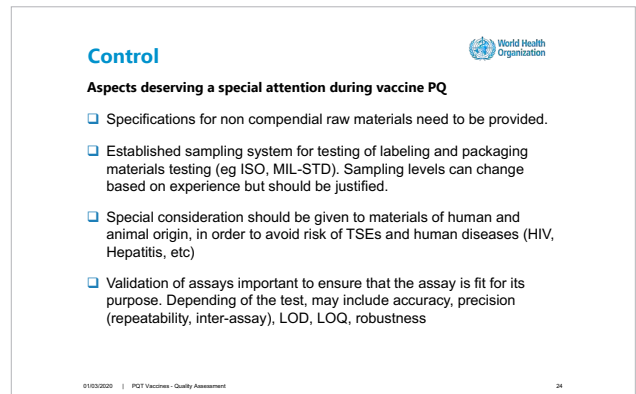 Control
World Health
Organization
Aspects deserving a special attention during vaccine PQ
Specifications for non compendial raw materials need to be provided.
Established sampling system for testing of labeling and packaging
materials testing (eg ISO, MIL-STD). Sampling levels can change
based on experience but should be justified.
Special consideration should be given to materials of human and
animal origin, in order to avoid risk of TSEs and human diseases (HIV,
Hepatitis, etc)
Validation of assays important to ensure that the assay is fit for its
purpose. Depending of the test, may include accuracy, precision
(repeatability, inter-assay), LOD, LOQ, robustness
01/03/2020 | PQT Vaccines - Quality Assessment 24